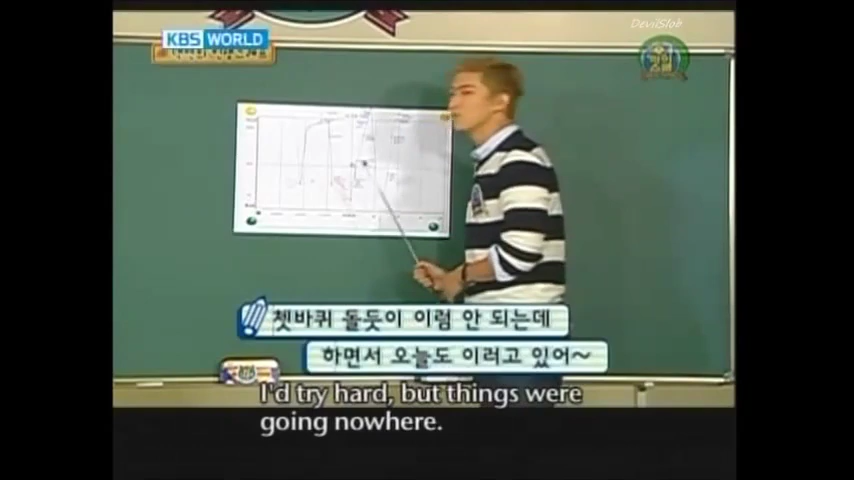 DevilSlob
KBS WORLD
쳇바퀴 돌듯이 이럼 안 되는데
하면서 오늘도 이러고 있어~
I'd try hard, but things were
going nowhere.